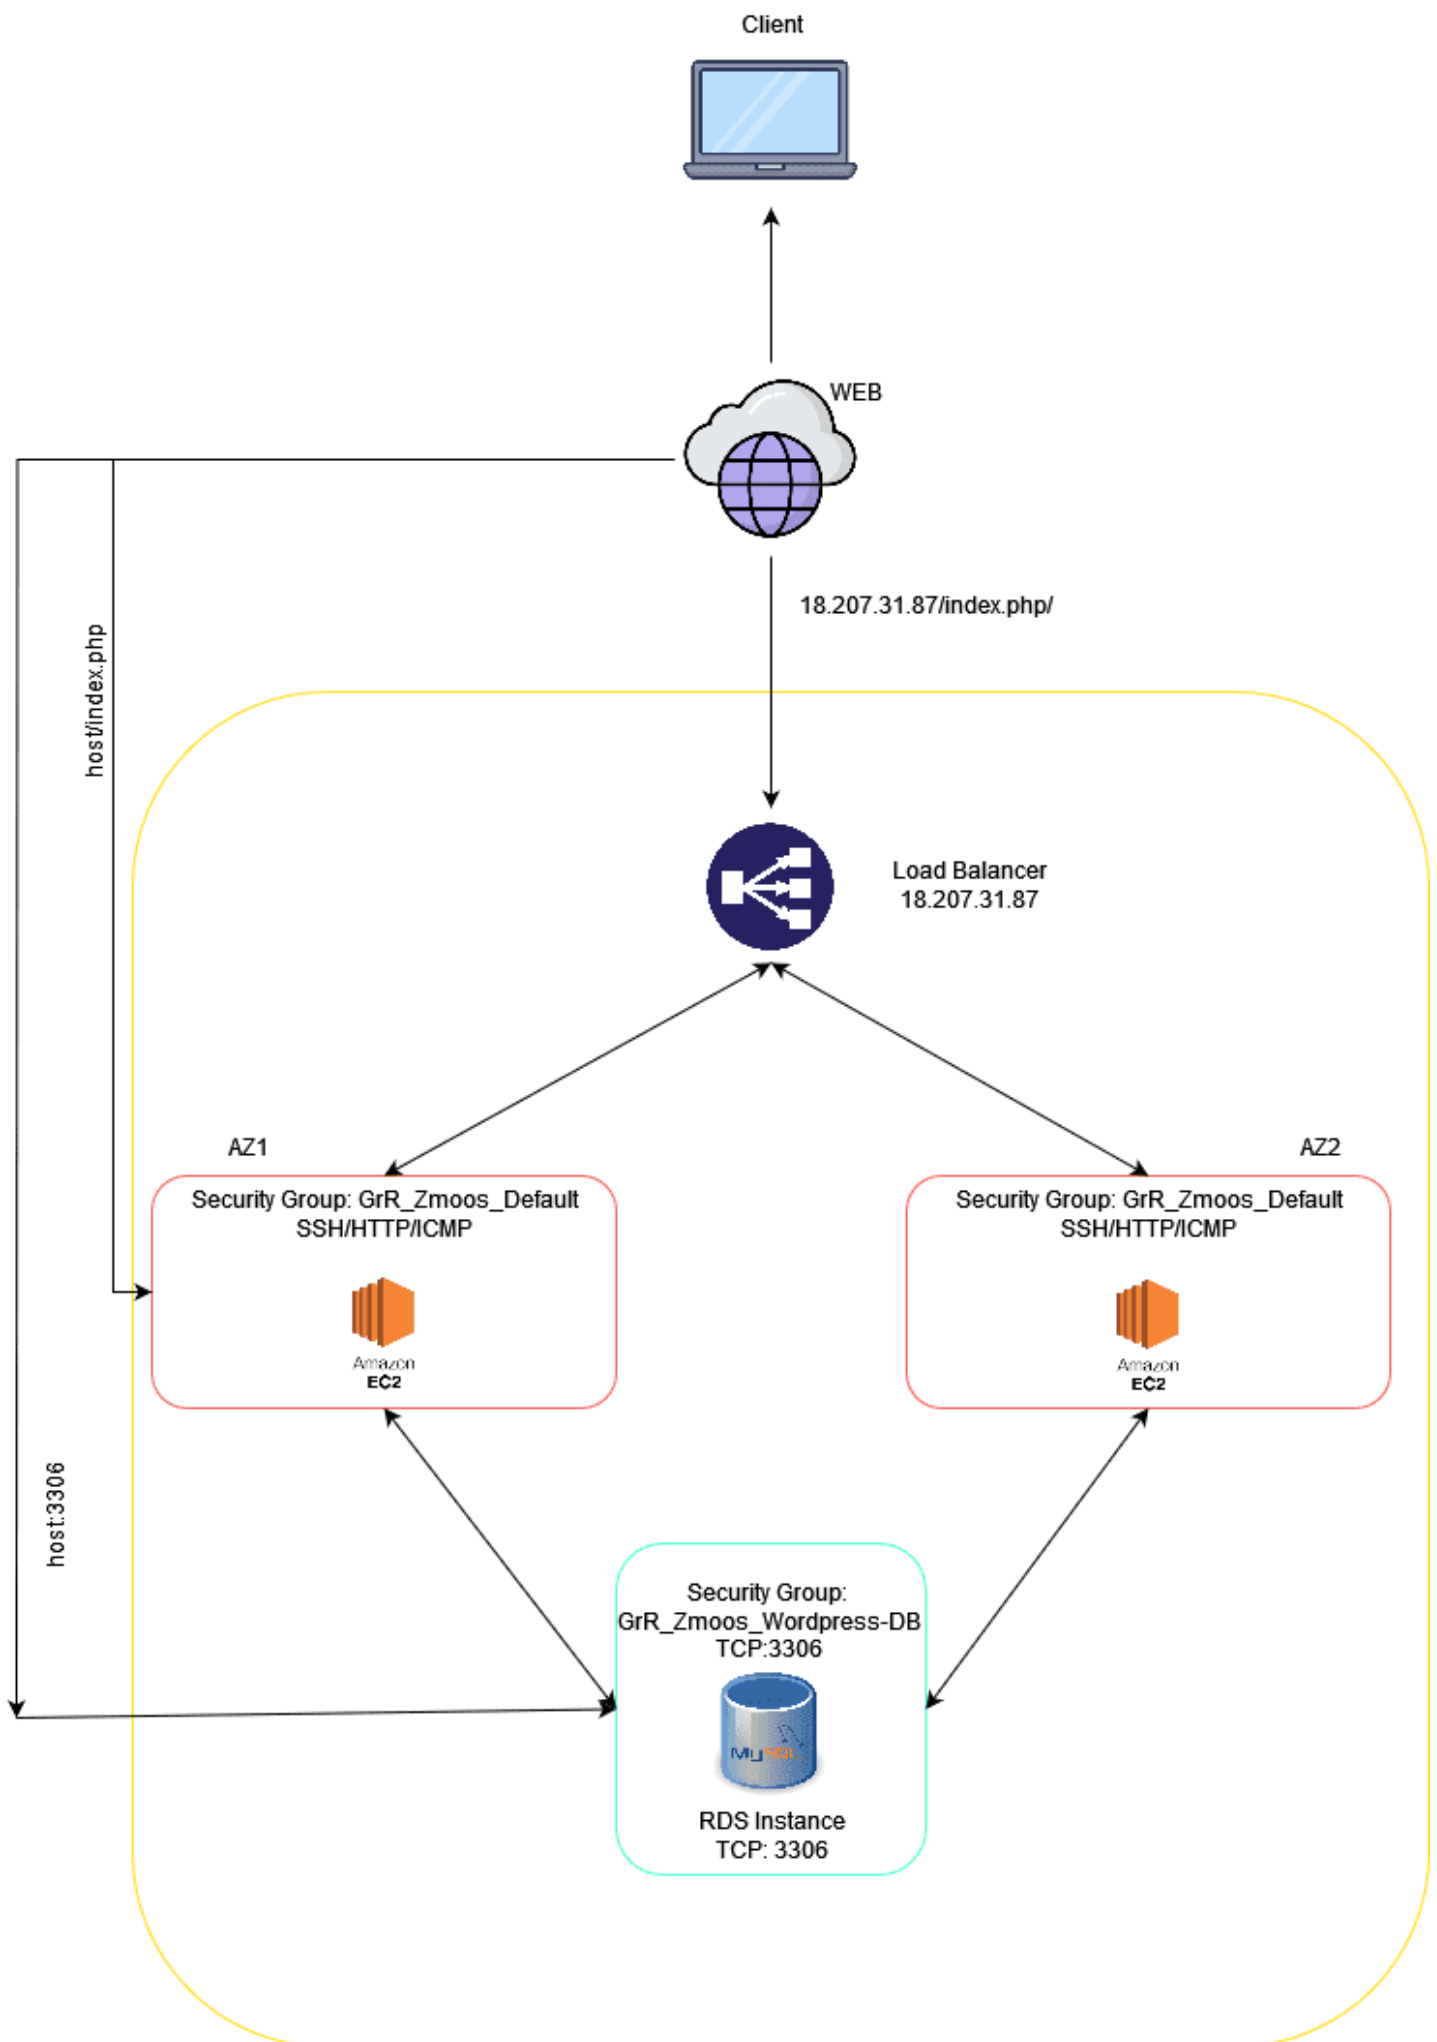 Client
WEB
18.207.31.87/index.php/
host/index.php
Load Balancer
18.207.31.87
AZ1
AZ2
Security Group: GrR_Zmoos_Default
SSH/HTTP/ICMP
Amazon
EC2
Security Group: GrR_Zmoos_Default
SSH/HTTP/ICMP
Amazon
EC2
host:3306
Security Group:
GrR_Zmoos_Wordpress-DB
TCP:3306
MySQL
RDS Instance
TCP: 3306